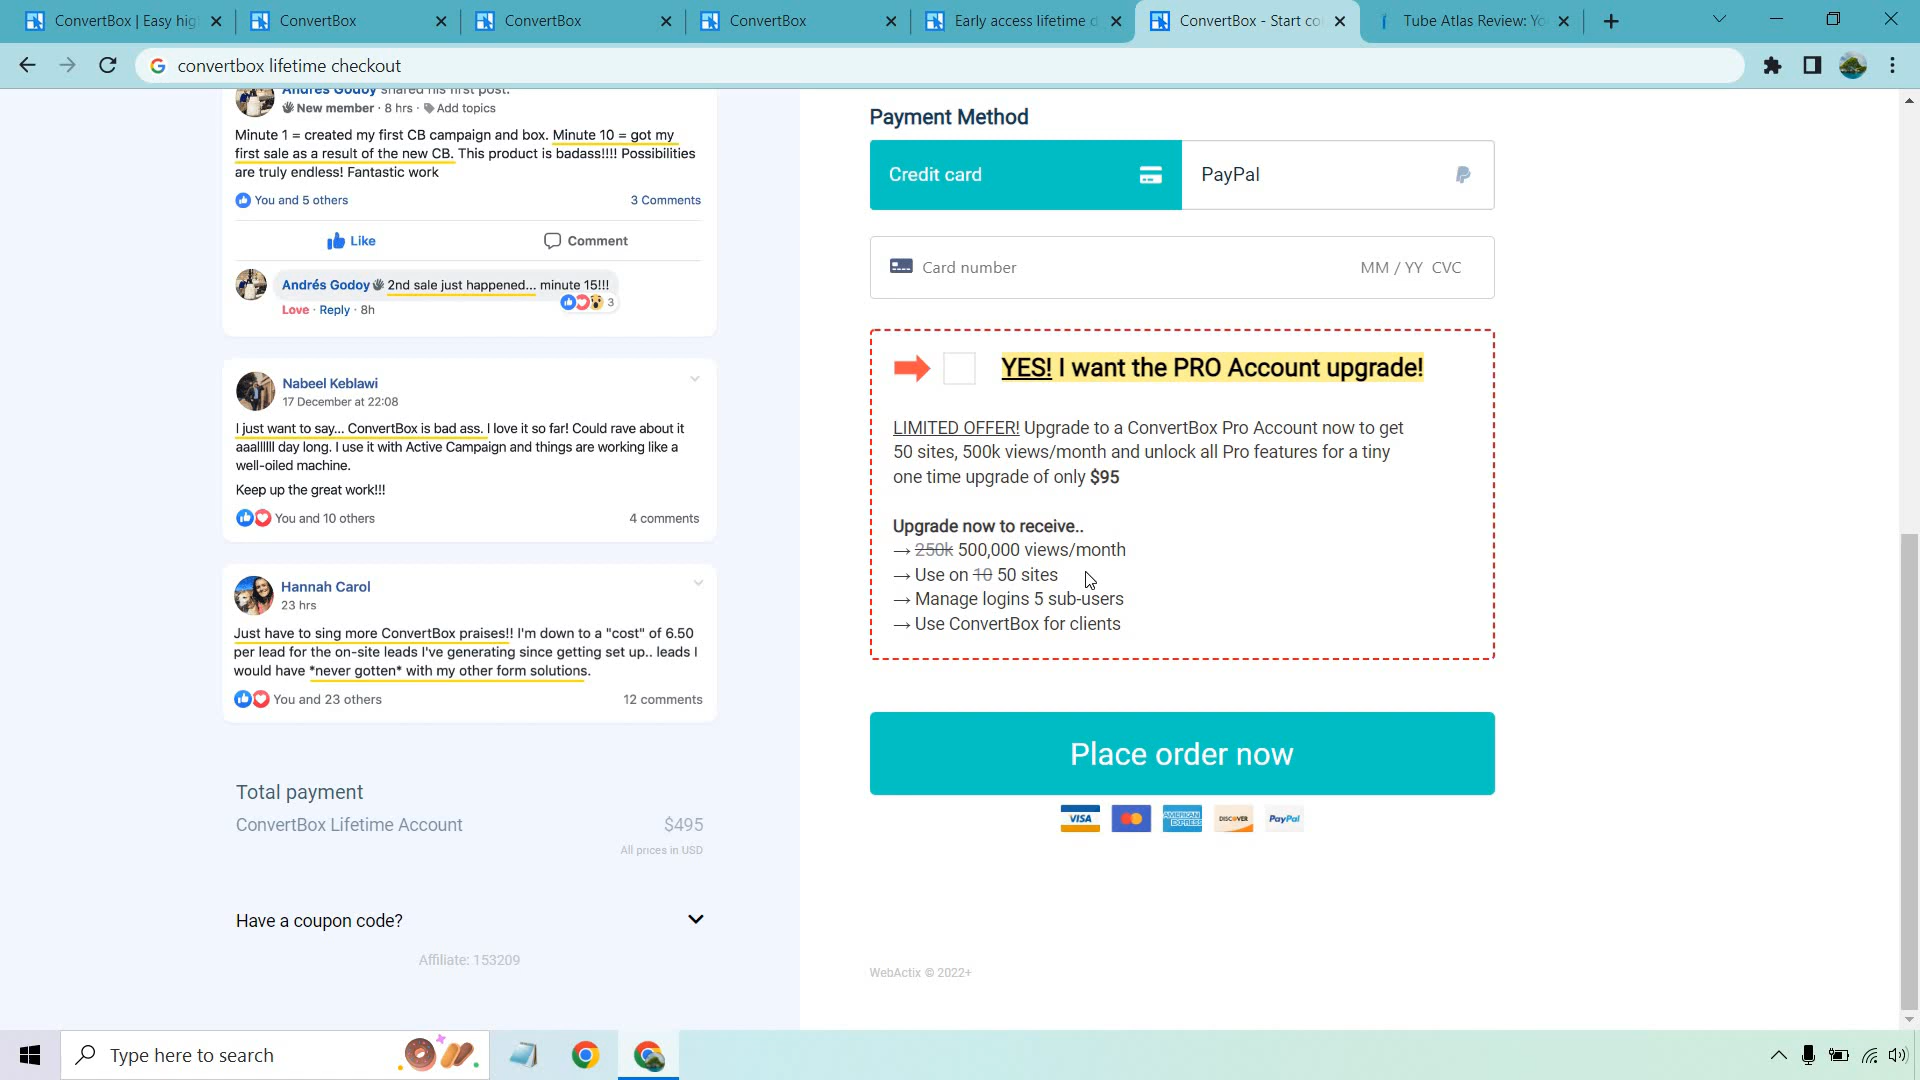 ConvertBox | Easy hig
ConvertBox
ConvertBox
ConvertBox
Early access lifetime d
ConvertBox - Start co
Tube Atlas Review: Yo
convertbox lifetime checkout
Andrés Godoy shared his first post.
New member · 8 hrs · Add topics
Minute 1 = created my first CB campaign and box. Minute 10 = got my
first sale as a result of the new CB. This product is badass!!!! Possibilities
are truly endless! Fantastic work
You and 5 others
3 Comments
Like
Comment
Andrés Godoy 2nd sale just happened... minute 15!!!
3
Love · Reply · 8h
Nabeel Keblawi
17 December at 22:08
I just want to say... ConvertBox is bad ass. I love it so far! Could rave about it
aaallllll day long. I use it with Active Campaign and things are working like a
well-oiled machine.
Keep up the great work!!!
You and 10 others
4 comments
Hannah Carol
23 hrs
Just have to sing more ConvertBox praises!! I'm down to a "cost" of 6.50
per lead for the on-site leads I've generating since getting set up.. leads I
would have *never gotten* with my other form solutions.
You and 23 others
12 comments
Total payment
ConvertBox Lifetime Account
$495
All prices in USD
Have a coupon code?
Affiliate: 153209
Payment Method
Credit card
PayPal
Card number
MM / YY CVC
YES! I want the PRO Account upgrade!
LIMITED OFFER! Upgrade to a ConvertBox Pro Account now to get
50 sites, 500k views/month and unlock all Pro features for a tiny
one time upgrade of only $95
Upgrade now to receive..
→ 250k 500,000 views/month
→ Use on 10 50 sites
→ Manage logins 5 sub-users
→ Use ConvertBox for clients
Place order now
VISA
AMERICAN EXPRESS
DISCOVER
PayPal
WebActix © 2022+
Type here to search